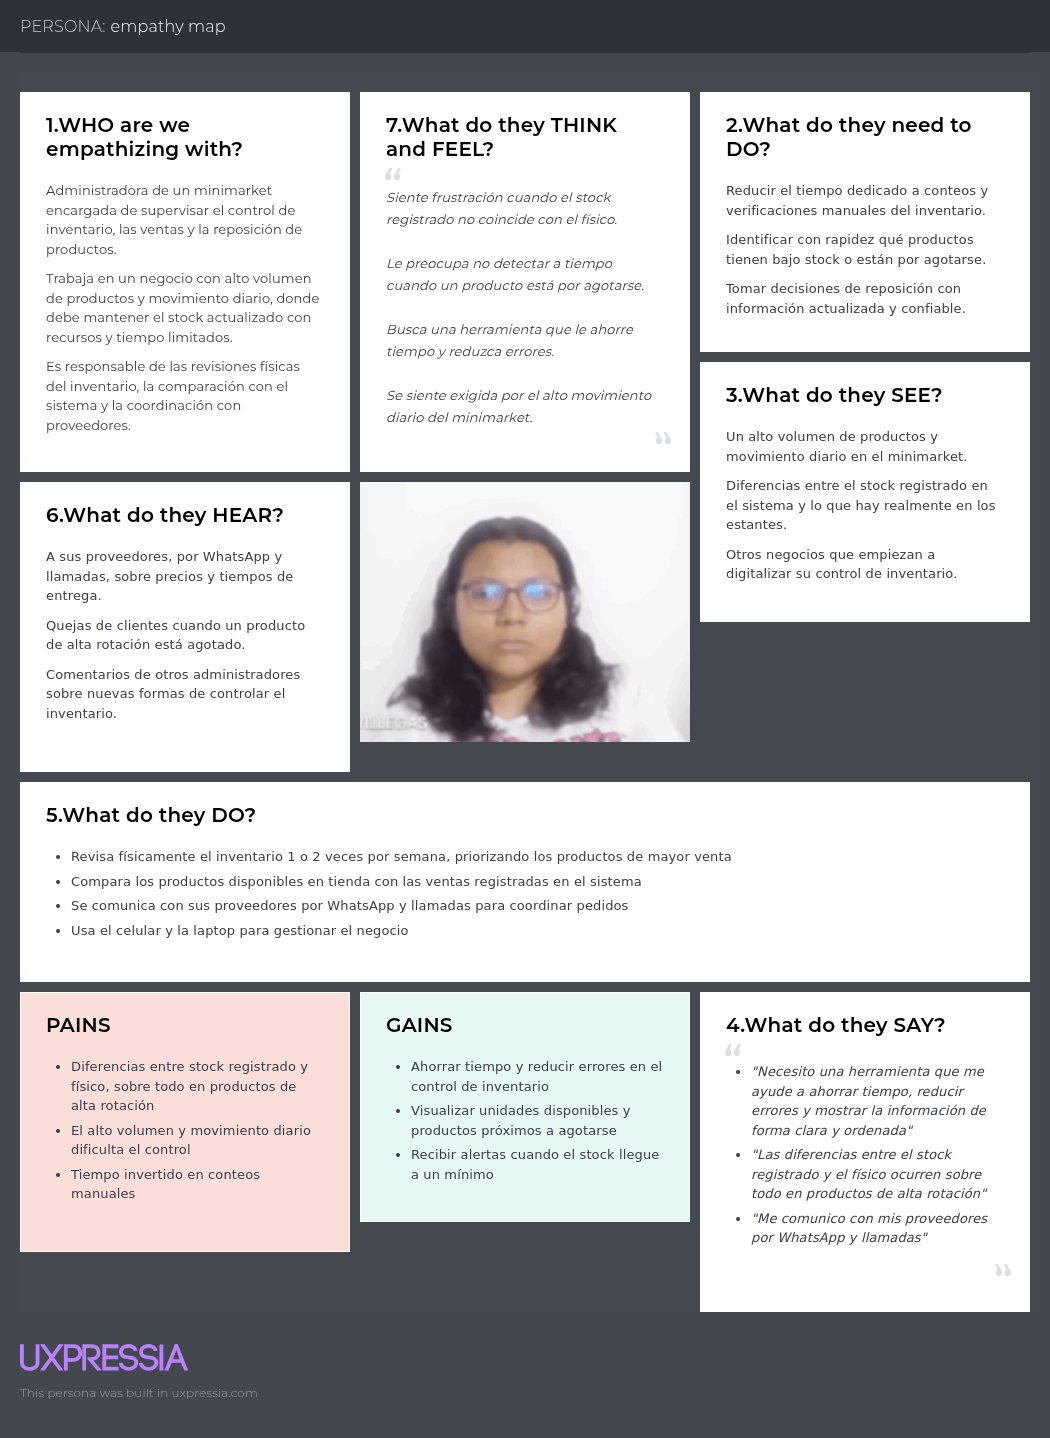 PERSONA: empathy map
1.WHO are we
empathizing with?
Administradora de un minimarket
encargada de supervisar el control de
inventario, las ventas y la reposición de
productos.
Trabaja en un negocio con alto volumen
de productos y movimiento diario, donde
debe mantener el stock actualizado con
recursos y tiempo limitados.
Es responsable de las revisiones físicas
del inventario, la comparación con el
sistema y la coordinación con
proveedores.
7.What do they THINK
and FEEL?
“
Siente frustración cuando el stock
registrado no coincide con el físico.
Le preocupa no detectar a tiempo
cuando un producto está por agotarse.
Busca una herramienta que le ahorre
tiempo y reduzca errores.
Se siente exigida por el alto movimiento
diario del minimarket.
”
2.What do they need to
DO?
Reducir el tiempo dedicado a conteos y
verificaciones manuales del inventario.
Identificar con rapidez qué productos
tienen bajo stock o están por agotarse.
Tomar decisiones de reposición con
información actualizada y confiable.
3.What do they SEE?
Un alto volumen de productos y
movimiento diario en el minimarket.
Diferencias entre el stock registrado en
el sistema y lo que hay realmente en los
estantes.
Otros negocios que empiezan a
digitalizar su control de inventario.
6.What do they HEAR?
A sus proveedores, por WhatsApp y
llamadas, sobre precios y tiempos de
entrega.
Quejas de clientes cuando un producto
de alta rotación está agotado.
Comentarios de otros administradores
sobre nuevas formas de controlar el
inventario.
5.What do they DO?
• Revisa físicamente el inventario 1 o 2 veces por semana, priorizando los productos de mayor venta
• Compara los productos disponibles en tienda con las ventas registradas en el sistema
• Se comunica con sus proveedores por WhatsApp y llamadas para coordinar pedidos
• Usa el celular y la laptop para gestionar el negocio
PAINS
• Diferencias entre stock registrado y
físico, sobre todo en productos de
alta rotación
• El alto volumen y movimiento diario
dificulta el control
• Tiempo invertido en conteos
manuales
GAINS
• Ahorrar tiempo y reducir errores en el
control de inventario
• Visualizar unidades disponibles y
productos próximos a agotarse
• Recibir alertas cuando el stock llegue
a un mínimo
4.What do they SAY?
“
• "Necesito una herramienta que me
ayude a ahorrar tiempo, reducir
errores y mostrar la información de
forma clara y ordenada"
• "Las diferencias entre el stock
registrado y el físico ocurren sobre
todo en productos de alta rotación"
• "Me comunico con mis proveedores
por WhatsApp y llamadas"
”
UXPRESSIA
This persona was built in uxpressia.com